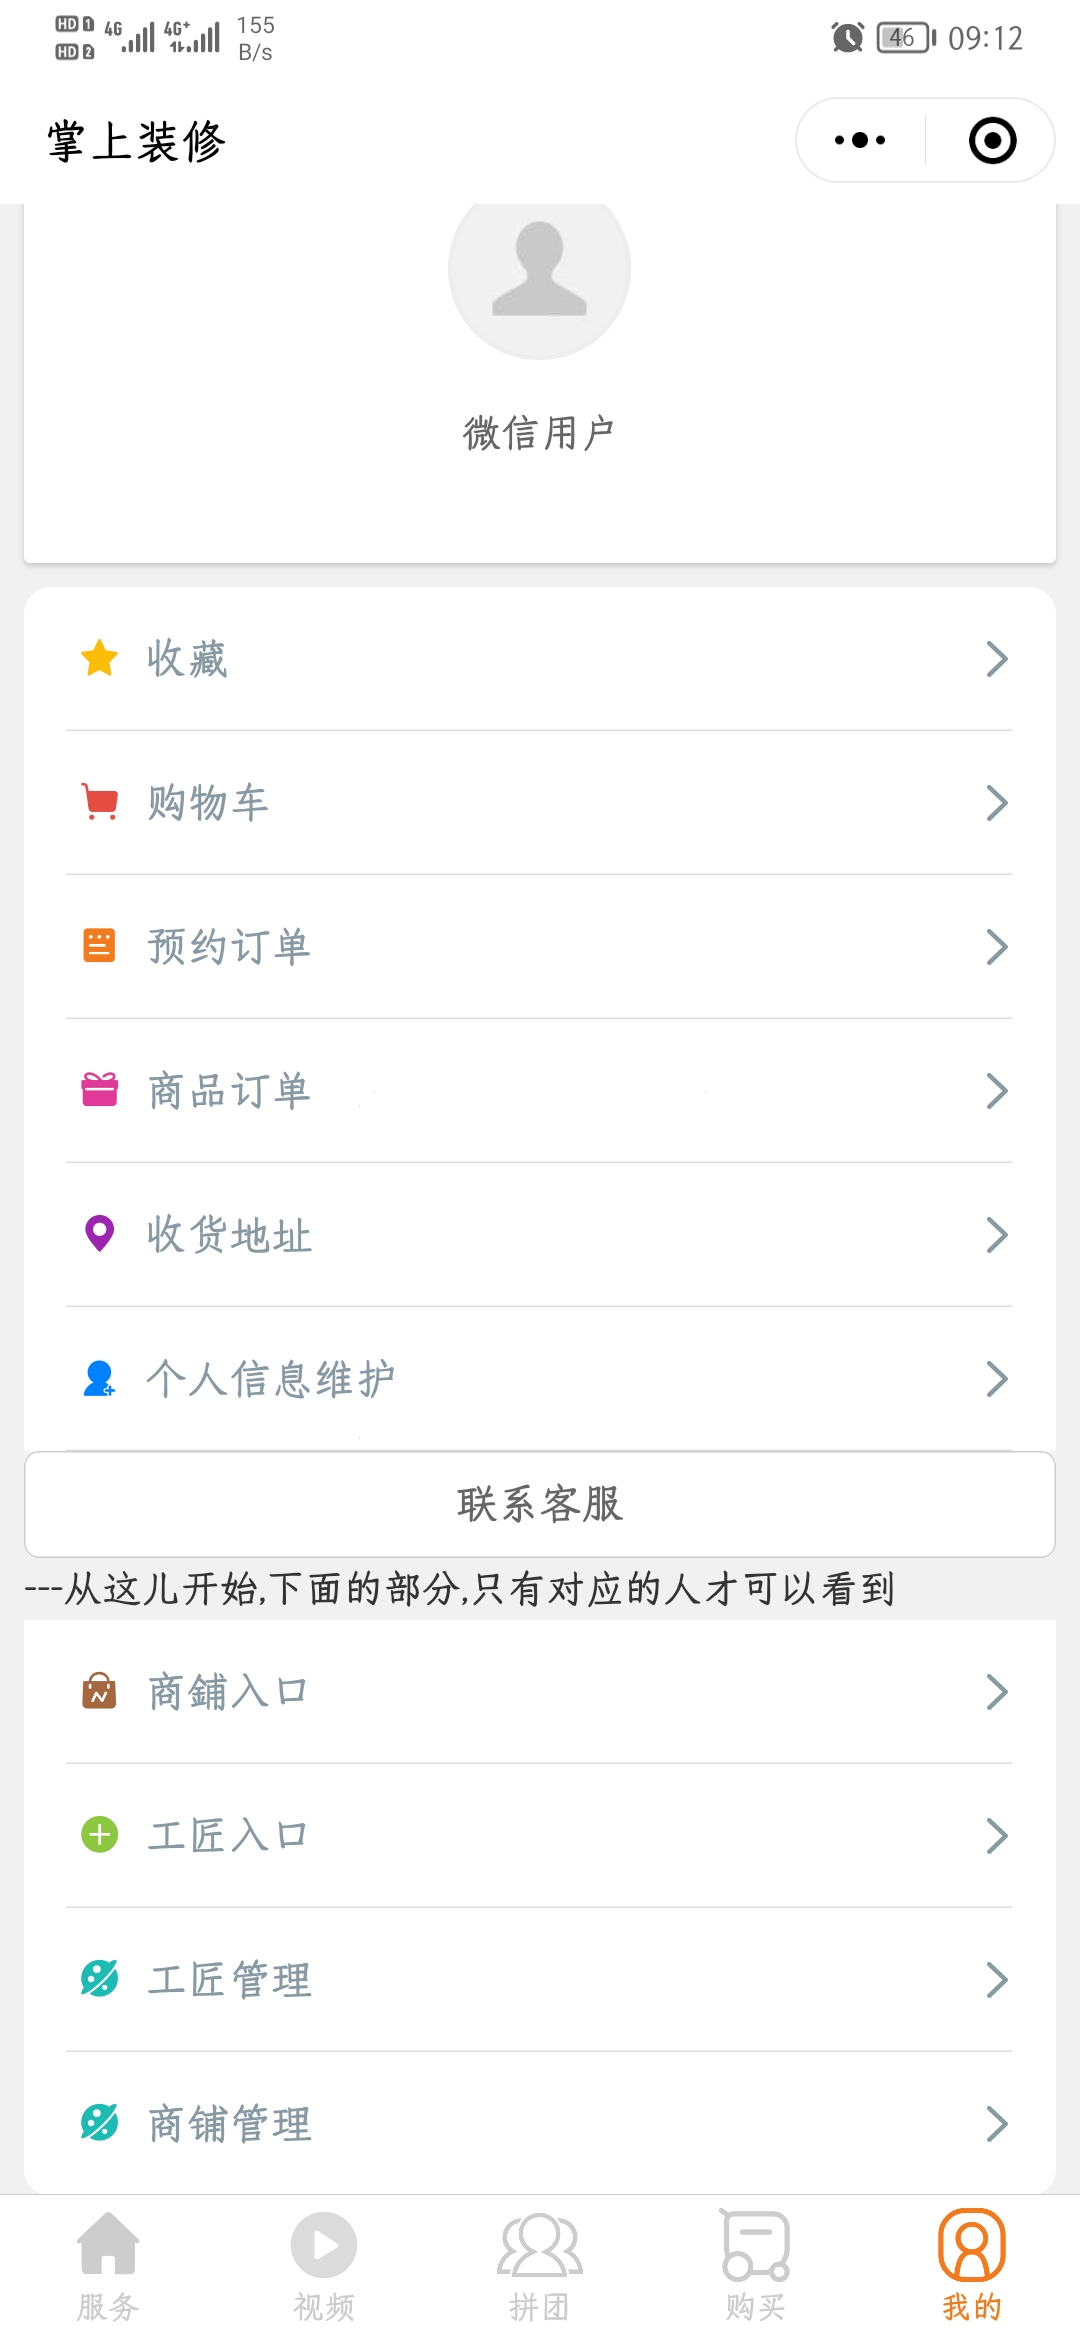 HD 1 4G 4G+ 155
HD 2 B/s
46 09:12
掌上装修
微信用户
收藏
购物车
预约订单
商品订单
收货地址
个人信息维护
联系客服
---从这儿开始,下面的部分,只有对应的人才可以看到
商鋪入口
工匠入口
工匠管理
商铺管理
服务 视频 拼团 购买 我的